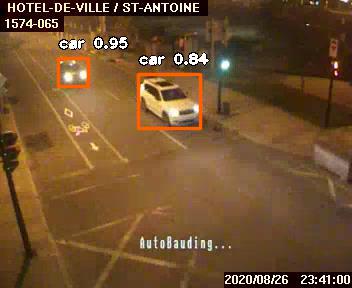 HOTEL-DE-VILLE / ST-ANTOINE
1574-065
car 0.95
car 0.84
AutoBauding...
2020/08/26 23:41:00